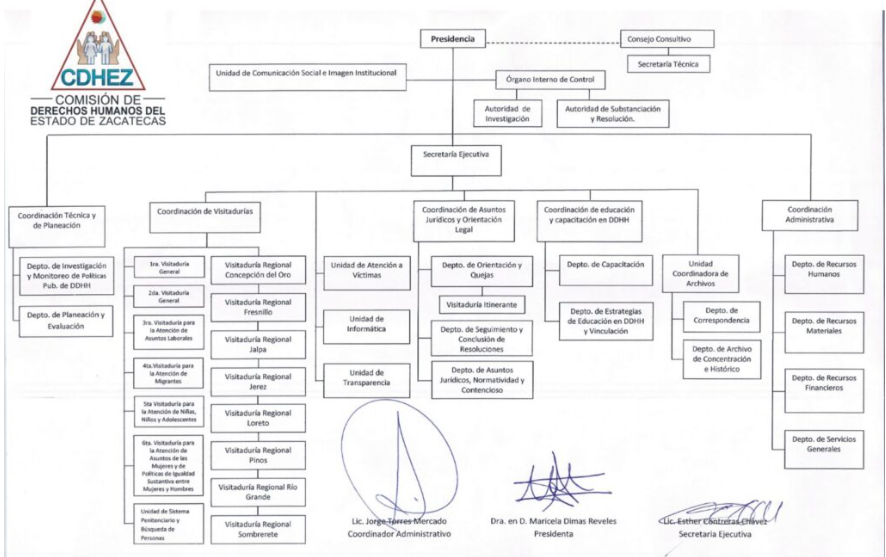 CDHEZ
COMISIÓN DE
DERECHOS HUMANOS DEL
ESTADO DE ZACATECAS
Presidencia
Consejo Consultivo
Secretaría Técnica
Unidad de Comunicación Social e Imagen Institucional
Órgano Interno de Control
Autoridad de
Investigación
Autoridad de Substanciación
y Resolución.
Secretaría Ejecutiva
Coordinación Técnica y
de Planeación
Depto. de Investigación
y Monitoreo de Políticas
Pub. de DDHH
Depto. de Planeación y
Evaluación
Coordinación de Visitadurías
1ra. Visitaduría
General
2da. Visitaduría
General
3ra. Visitaduría para
la Atención de
Asuntos Laborales
4ta.Visitaduría para
la Atención de
Migrantes
5ta Visitaduría para
la Atención de Niñas,
Niños y Adolescentes
6ta. Visitaduría para
la Atención de
Asuntos de las
Mujeres y de
Políticas de Igualdad
Sustantiva entre
Mujeres y Hombres
Unidad de Sistema
Penitenciario y
Búsqueda de
Personas
Visitaduría Regional
Concepción del Oro
Visitaduría Regional
Fresnillo
Visitaduría Regional
Jalpa
Visitaduría Regional
Jerez
Visitaduría Regional
Loreto
Visitaduría Regional
Pinos
Visitaduría Regional Río
Grande
Visitaduría Regional
Sombrerete
Unidad de Atención a
Víctimas
Unidad de
Informática
Unidad de
Transparencia
Coordinación de Asuntos
Jurídicos y Orientación
Legal
Depto. de Orientación y
Quejas
Visitaduría Itinerante
Depto. de Seguimiento y
Conclusión de
Resoluciones
Depto. de Asuntos
Jurídicos, Normatividad y
Contencioso
Coordinación de educación
y capacitación en DDHH
Depto. de Capacitación
Depto. de Estrategias
de Educación en DDHH
y Vinculación
Unidad
Coordinadora de
Archivos
Depto. de
Correspondencia
Depto. de Archivo
de Concentración
e Histórico
Coordinación
Administrativa
Depto. de Recursos
Humanos
Depto. de Recursos
Materiales
Depto. de Recursos
Financieros
Depto. de Servicios
Generales
Lic. Jorge Torres Mercado
Coordinador Administrativo
Dra. en D. Maricela Dimas Reveles
Presidenta
Lic. Esther Contreras Chávez
Secretaria Ejecutiva